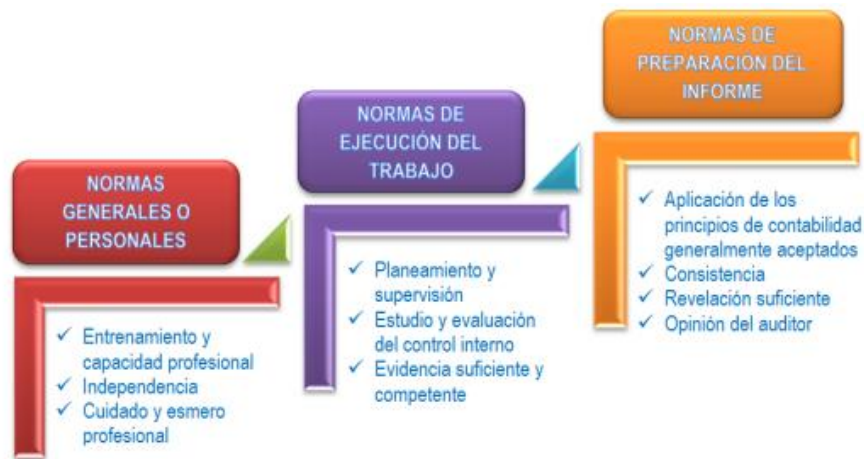 NORMAS
GENERALES O
PERSONALES
✓ Entrenamiento y
capacidad profesional
✓ Independencia
✓ Cuidado y esmero
profesional
NORMAS DE
EJECUCIÓN DEL
TRABAJO
✓ Planeamiento y
supervisión
✓ Estudio y evaluación
del control interno
✓ Evidencia suficiente y
competente
NORMAS DE
PREPARACIÓN DEL
INFORME
✓ Aplicación de los
principios de contabilidad
generalmente aceptados
✓ Consistencia
✓ Revelación suficiente
✓ Opinión del auditor